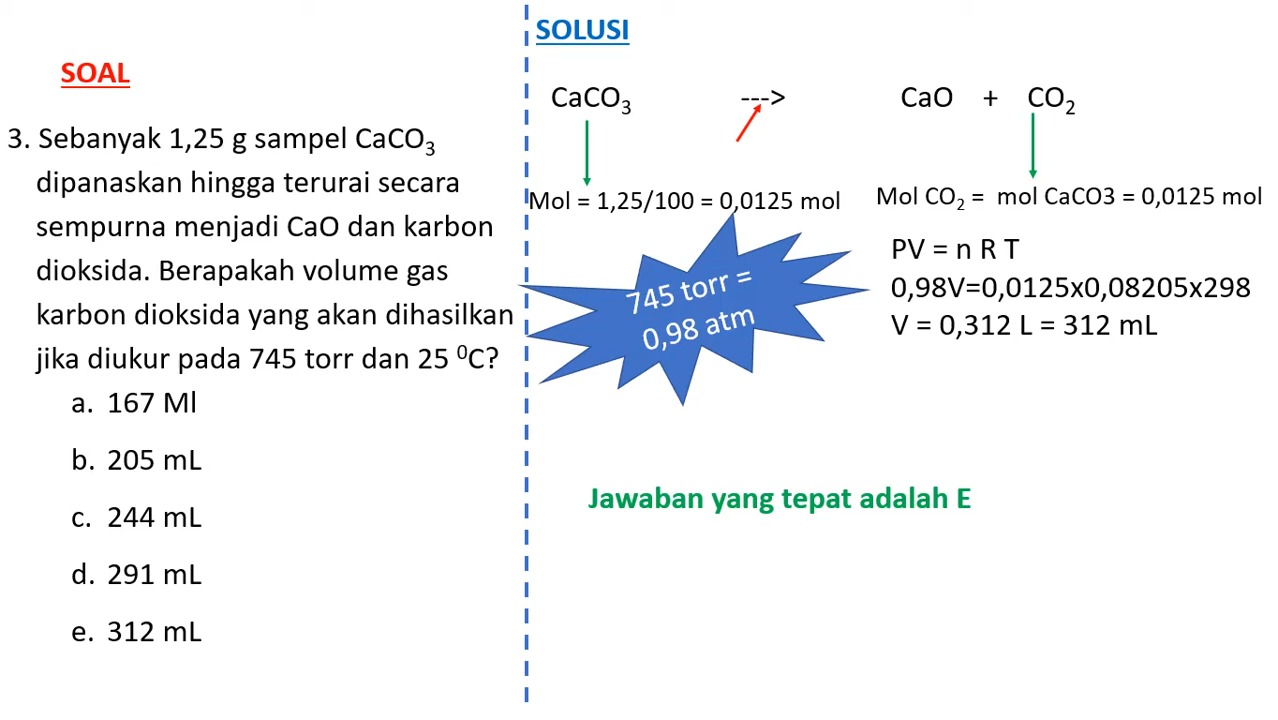 SOAL
3. Sebanyak 1,25 g sampel CaCO₃
dipanaskan hingga terurai secara
sempurna menjadi CaO dan karbon
dioksida. Berapakah volume gas
karbon dioksida yang akan dihasilkan
jika diukur pada 745 torr dan 25 ⁰C?
a. 167 Ml
b. 205 mL
c. 244 mL
d. 291 mL
e. 312 mL
SOLUSI
CaCO₃ ---> CaO + CO₂
Mol = 1,25/100 = 0,0125 mol
Mol CO₂ = mol CaCO3 = 0,0125 mol
745 torr =
0,98 atm
PV = n R T
0,98V=0,0125x0,08205x298
V = 0,312 L = 312 mL
Jawaban yang tepat adalah E